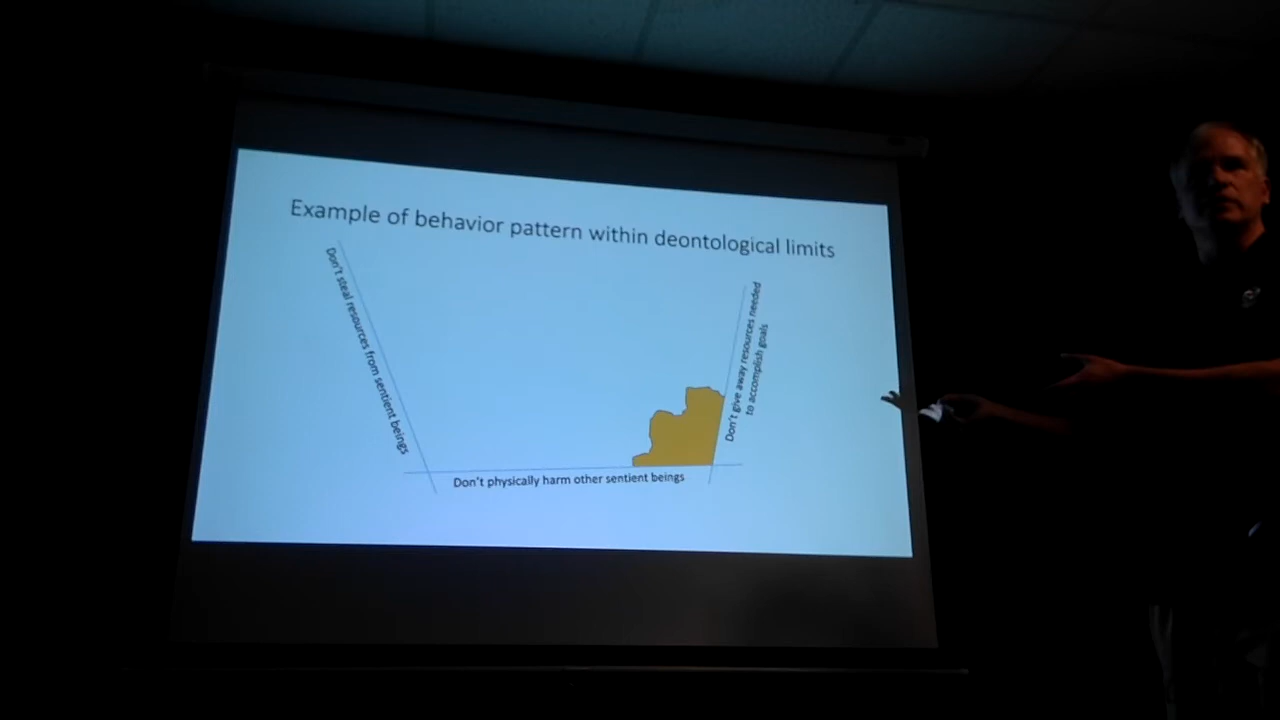 Example of behavior pattern within deontological limits
Don't steal resources from sentient beings
Don't give away resources needed
to accomplish goals
Don't physically harm other sentient beings